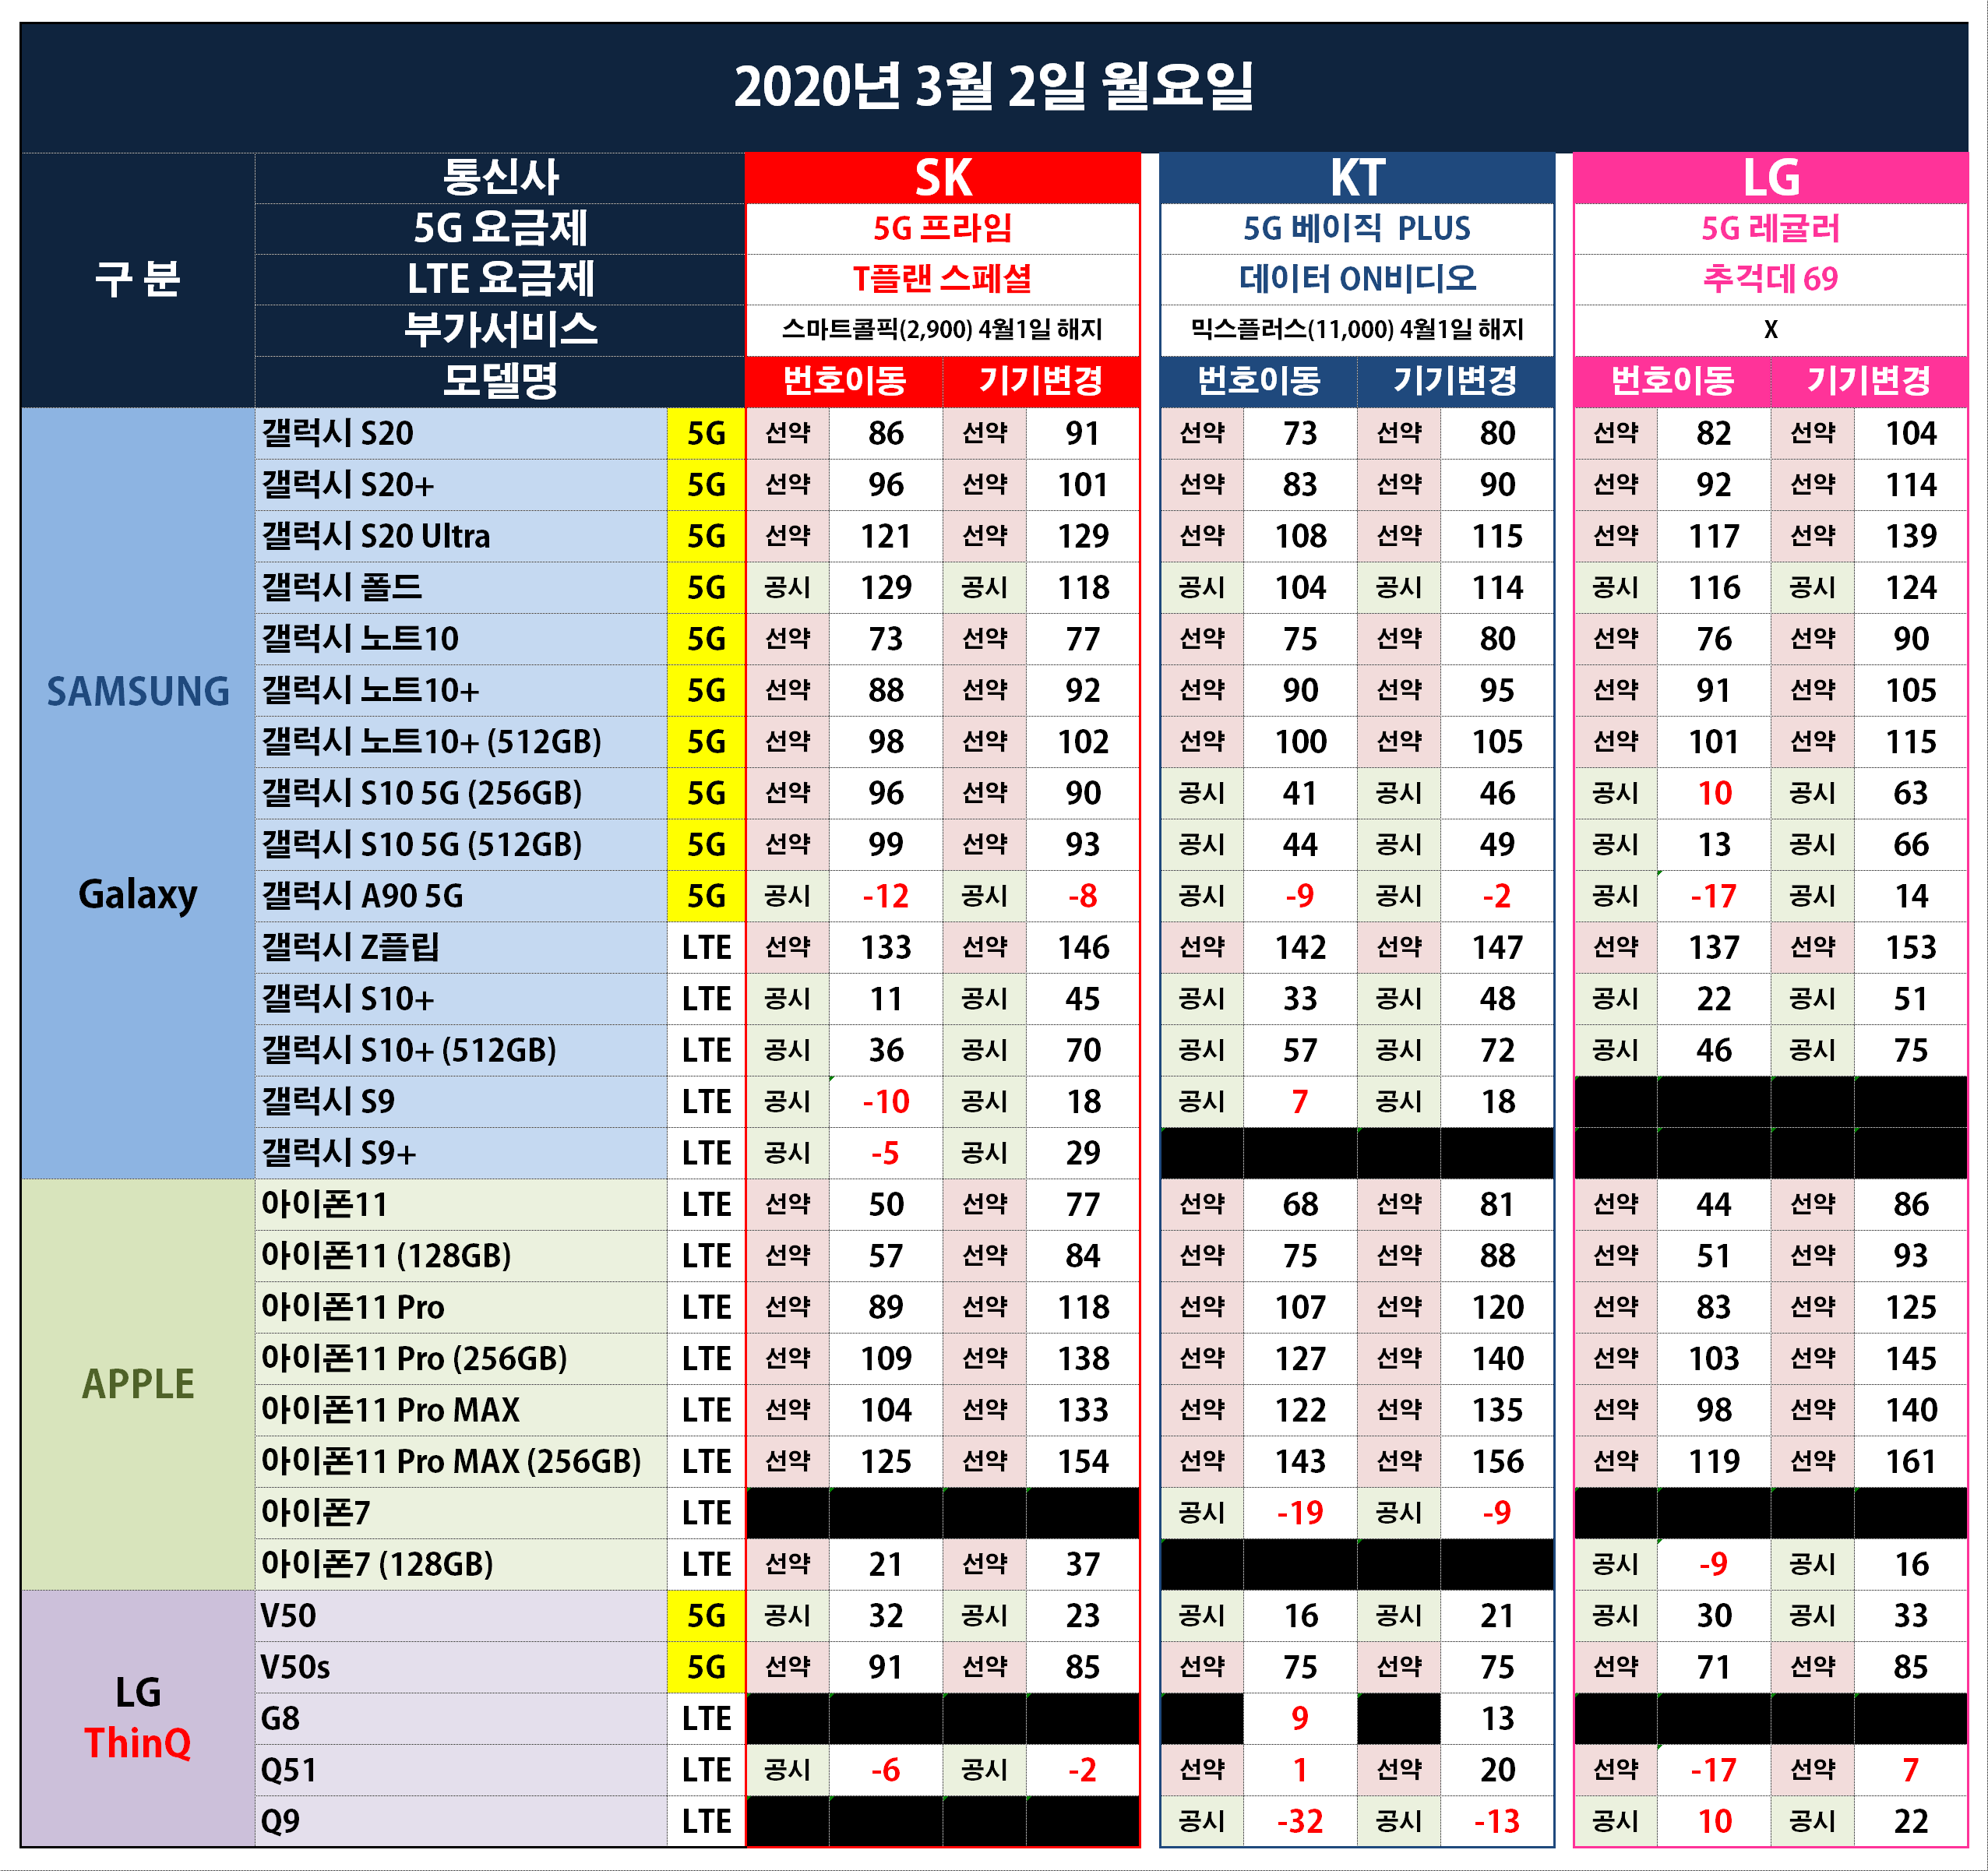 2020년 3월 2일 월요일
구 분 통신사 SK KT LG
5G 요금제 5G 프라임 5G 베이직 PLUS 5G 레귤러
LTE 요금제 T플랜 스페셜 데이터 ON비디오 추걱데 69
부가서비스 스마트콜픽(2,900) 4월1일 해지 믹스플러스(11,000) 4월1일 해지 X
모델명 번호이동 기기변경 번호이동 기기변경 번호이동 기기변경
SAMSUNG Galaxy
갤럭시 S20 5G 선약 86 선약 91 선약 73 선약 80 선약 82 선약 104
갤럭시 S20+ 5G 선약 96 선약 101 선약 83 선약 90 선약 92 선약 114
갤럭시 S20 Ultra 5G 선약 121 선약 129 선약 108 선약 115 선약 117 선약 139
갤럭시 폴드 5G 공시 129 공시 118 공시 104 공시 114 공시 116 공시 124
갤럭시 노트10 5G 선약 73 선약 77 선약 75 선약 80 선약 76 선약 90
갤럭시 노트10+ 5G 선약 88 선약 92 선약 90 선약 95 선약 91 선약 105
갤럭시 노트10+ (512GB) 5G 선약 98 선약 102 선약 100 선약 105 선약 101 선약 115
갤럭시 S10 5G (256GB) 5G 선약 96 선약 90 공시 41 공시 46 공시 10 공시 63
갤럭시 S10 5G (512GB) 5G 선약 99 선약 93 공시 44 공시 49 공시 13 공시 66
갤럭시 A90 5G 5G 공시 -12 공시 -8 공시 -9 공시 -2 공시 -17 공시 14
갤럭시 Z플립 LTE 선약 133 선약 146 선약 142 선약 147 선약 137 선약 153
갤럭시 S10+ LTE 공시 11 공시 45 공시 33 공시 48 공시 22 공시 51
갤럭시 S10+ (512GB) LTE 공시 36 공시 70 공시 57 공시 72 공시 46 공시 75
갤럭시 S9 LTE 공시 -10 공시 18 공시 7 공시 18
갤럭시 S9+ LTE 공시 -5 공시 29
APPLE
아이폰11 LTE 선약 50 선약 77 선약 68 선약 81 선약 44 선약 86
아이폰11 (128GB) LTE 선약 57 선약 84 선약 75 선약 88 선약 51 선약 93
아이폰11 Pro LTE 선약 89 선약 118 선약 107 선약 120 선약 83 선약 125
아이폰11 Pro (256GB) LTE 선약 109 선약 138 선약 127 선약 140 선약 103 선약 145
아이폰11 Pro MAX LTE 선약 104 선약 133 선약 122 선약 135 선약 98 선약 140
아이폰11 Pro MAX (256GB) LTE 선약 125 선약 154 선약 143 선약 156 선약 119 선약 161
아이폰7 LTE 공시 -19 공시 -9
아이폰7 (128GB) LTE 선약 21 선약 37 공시 -9 공시 16
LG ThinQ
V50 5G 공시 32 공시 23 공시 16 공시 21 공시 30 공시 33
V50s 5G 선약 91 선약 85 선약 75 선약 75 선약 71 선약 85
G8 LTE 9 13
Q51 LTE 공시 -6 공시 -2 선약 1 선약 20 선약 -17 선약 7
Q9 LTE 공시 -32 공시 -13 공시 10 공시 22